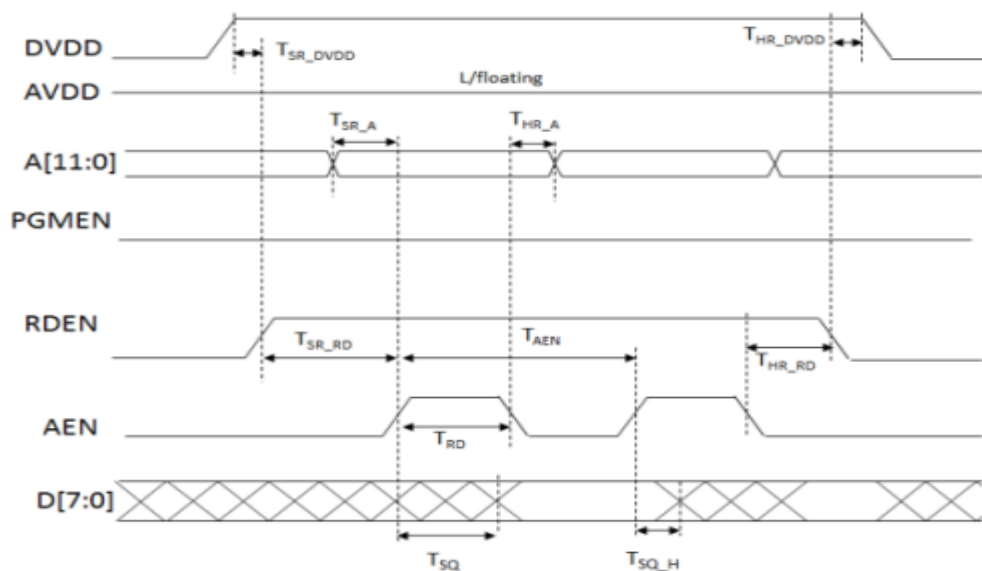 DVDD
T_SR_DVDD
T_HR_DVDD
AVDD
L/floating
T_SR_A
T_HR_A
A[11:0]
PGMEN
RDEN
T_SR_RD
T_AEN
T_HR_RD
AEN
T_RD
D[7:0]
T_SQ
T_SQ_H